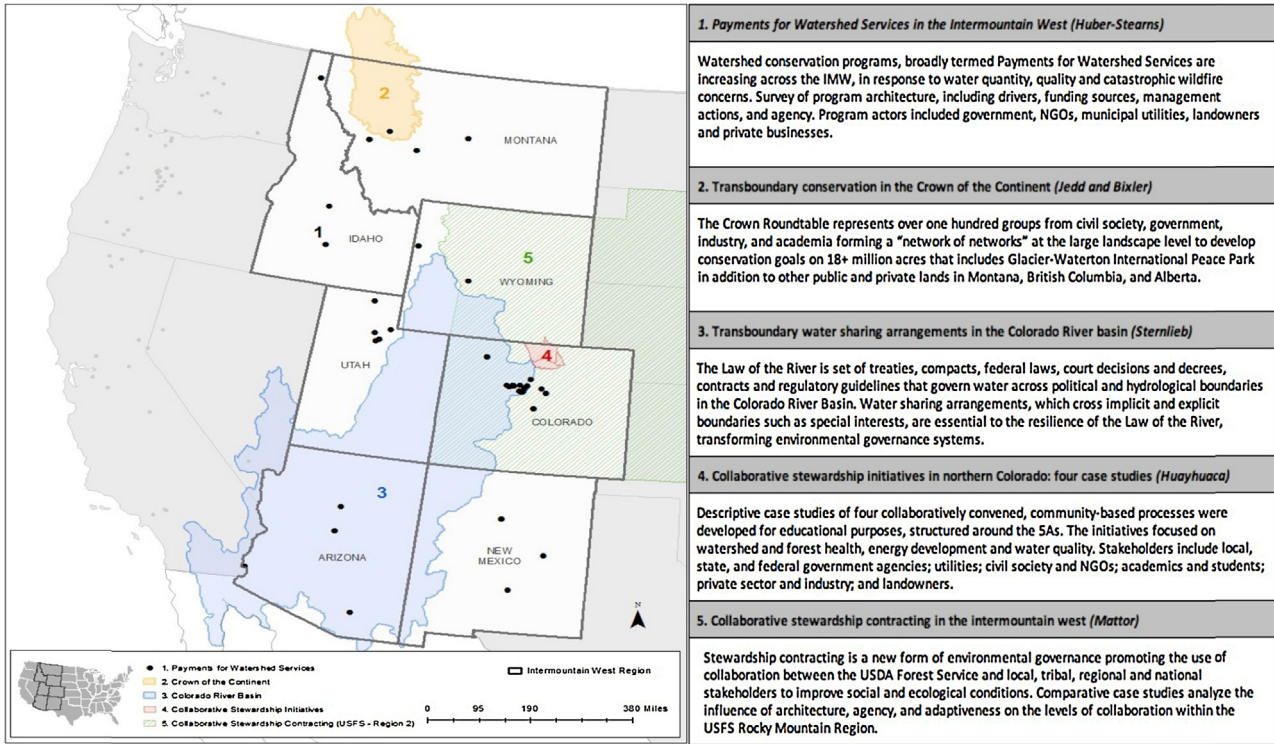 2
MONTANA
1
IDAHO
5
WYOMING
4
UTAH
COLORADO
3
ARIZONA
NEW
MEXICO
N
1. Payments for Watershed Services
2. Crown of the Continent
3. Colorado River Basin
4. Collaborative Stewardship Initiatives
5. Collaborative Stewardship Contracting (USFS - Region 2)
Intermountain West Region
0 95 190 380 Miles
1. Payments for Watershed Services in the Intermountain West (Huber-Stearns)
Watershed conservation programs, broadly termed Payments for Watershed Services are
increasing across the IMW, in response to water quantity, quality and catastrophic wildfire
concerns. Survey of program architecture, including drivers, funding sources, management
actions, and agency. Program actors included government, NGOs, municipal utilities, landowners
and private businesses.
2. Transboundary conservation in the Crown of the Continent (Jedd and Bixler)
The Crown Roundtable represents over one hundred groups from civil society, government,
industry, and academia forming a “network of networks” at the large landscape level to develop
conservation goals on 18+ million acres that includes Glacier-Waterton International Peace Park
in addition to other public and private lands in Montana, British Columbia, and Alberta.
3. Transboundary water sharing arrangements in the Colorado River basin (Sternlieb)
The Law of the River is set of treaties, compacts, federal laws, court decisions and decrees,
contracts and regulatory guidelines that govern water across political and hydrological boundaries
in the Colorado River Basin. Water sharing arrangements, which cross implicit and explicit
boundaries such as special interests, are essential to the resilience of the Law of the River,
transforming environmental governance systems.
4. Collaborative stewardship initiatives in northern Colorado: four case studies (Huayhuaca)
Descriptive case studies of four collaboratively convened, community-based processes were
developed for educational purposes, structured around the 5As. The initiatives focused on
watershed and forest health, energy development and water quality. Stakeholders include local,
state, and federal government agencies; utilities; civil society and NGOs; academics and students;
private sector and industry; and landowners.
5. Collaborative stewardship contracting in the intermountain west (Mattor)
Stewardship contracting is a new form of environmental governance promoting the use of
collaboration between the USDA Forest Service and local, tribal, regional and national
stakeholders to improve social and ecological conditions. Comparative case studies analyze the
influence of architecture, agency, and adaptiveness on the levels of collaboration within the
USFS Rocky Mountain Region.